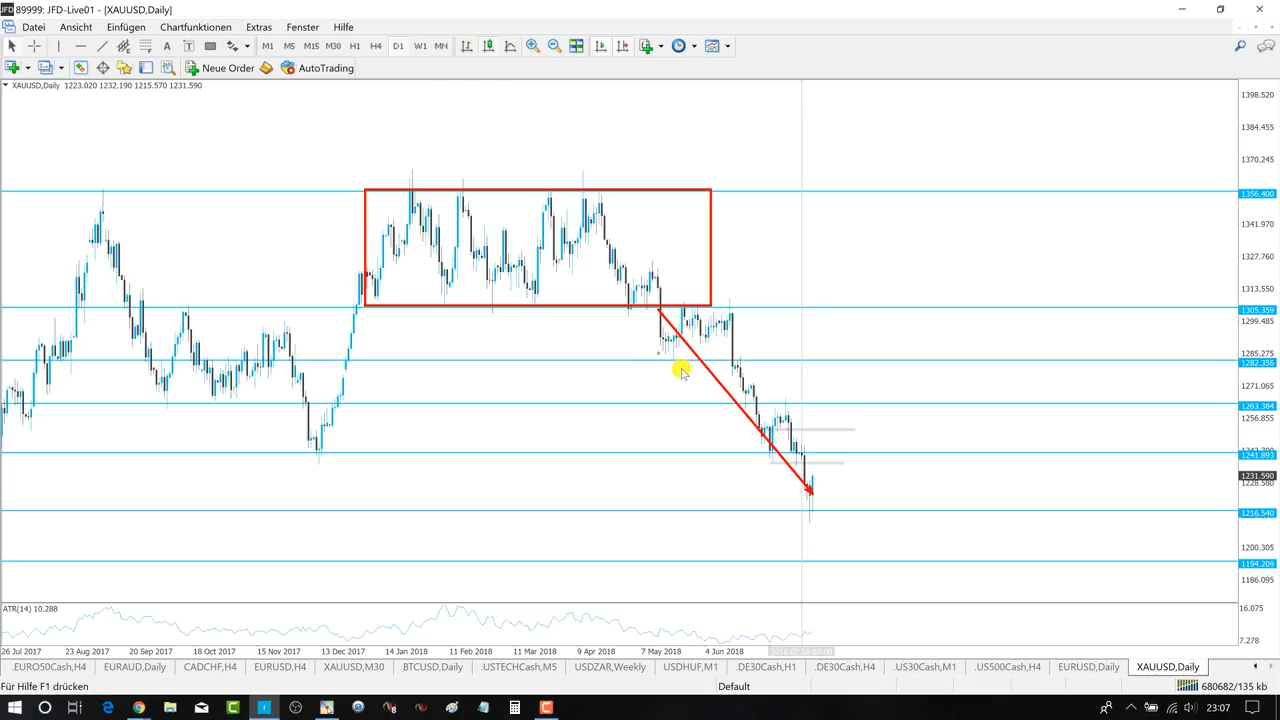 JFD 89999: JFD-Live01 - [XAUUSD,Daily]
Datei Ansicht Einfügen Chartfunktionen Extras Fenster Hilfe
A T M1 M5 M15 M30 H1 H4 D1 W1 MN
New Order AutoTrading
XAUUSD,Daily 1223.020 1232.190 1215.570 1231.590
1398.520
1384.455
1370.245
1356.400
1341.970
1327.760
1313.550
1305.359
1299.485
1285.275
1282.356
1271.065
1263.384
1256.855
1241.893
1231.590
1228.580
1216.540
1200.305
1194.209
1186.095
ATR(14) 10.288
16.075
7.278
26 Jul 2017 23 Aug 2017 20 Sep 2017 18 Oct 2017 15 Nov 2017 13 Dec 2017 14 Jan 2018 11 Feb 2018 11 Mar 2018 9 Apr 2018 7 May 2018 4 Jun 2018
.EURO50Cash,H4 EURAUD,Daily CADCHF,H4 EURUSD,H4 XAUUSD,M30 BTCUSD,Daily .USTECHCash,M5 USDZAR,Weekly USDHUF,M1 .DE30Cash,H1 .DE30Cash,H4 .US30Cash,M1 .US500Cash,H4 EURUSD,Daily XAUUSD,Daily
Für Hilfe F1 drücken Default 680682/135 kb
23:07